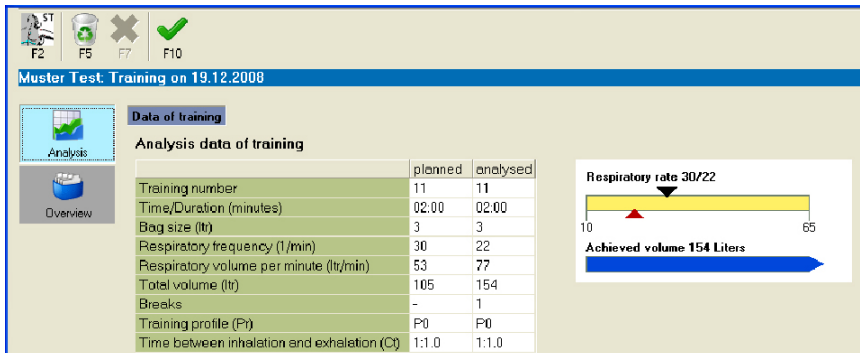 ST
F2 F5 F7 F10
Muster Test: Training on 19.12.2008
Analysis
Overview
Data of training
Analysis data of training
planned analysed
Training number 11 11
Time/Duration (minutes) 02:00 02:00
Bag size (ltr) 3 3
Respiratory frequency (1/min) 30 22
Respiratory volume per minute (ltr/min) 53 77
Total volume (ltr) 105 154
Breaks - 1
Training profile (Pr) P0 P0
Time between inhalation and exhalation (Ct) 1:1.0 1:1.0
Respiratory rate 30/22
10 65
Achieved volume 154 Liters